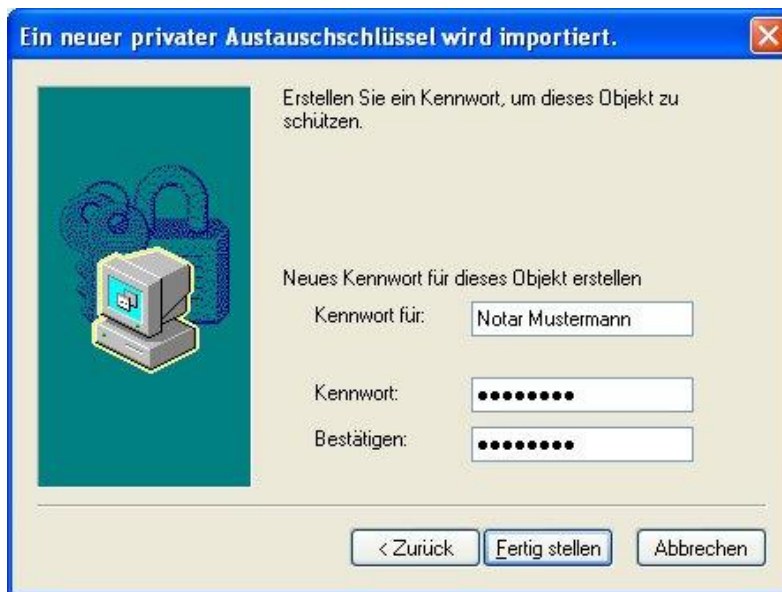 Ein neuer privater Austauschschlüssel wird importiert.
Erstellen Sie ein Kennwort, um dieses Objekt zu
schützen.
Neues Kennwort für dieses Objekt erstellen
Kennwort für: Notar Mustermann
Kennwort: ●●●●●●●●
Bestätigen: ●●●●●●●●
< Zurück Fertig stellen Abbrechen